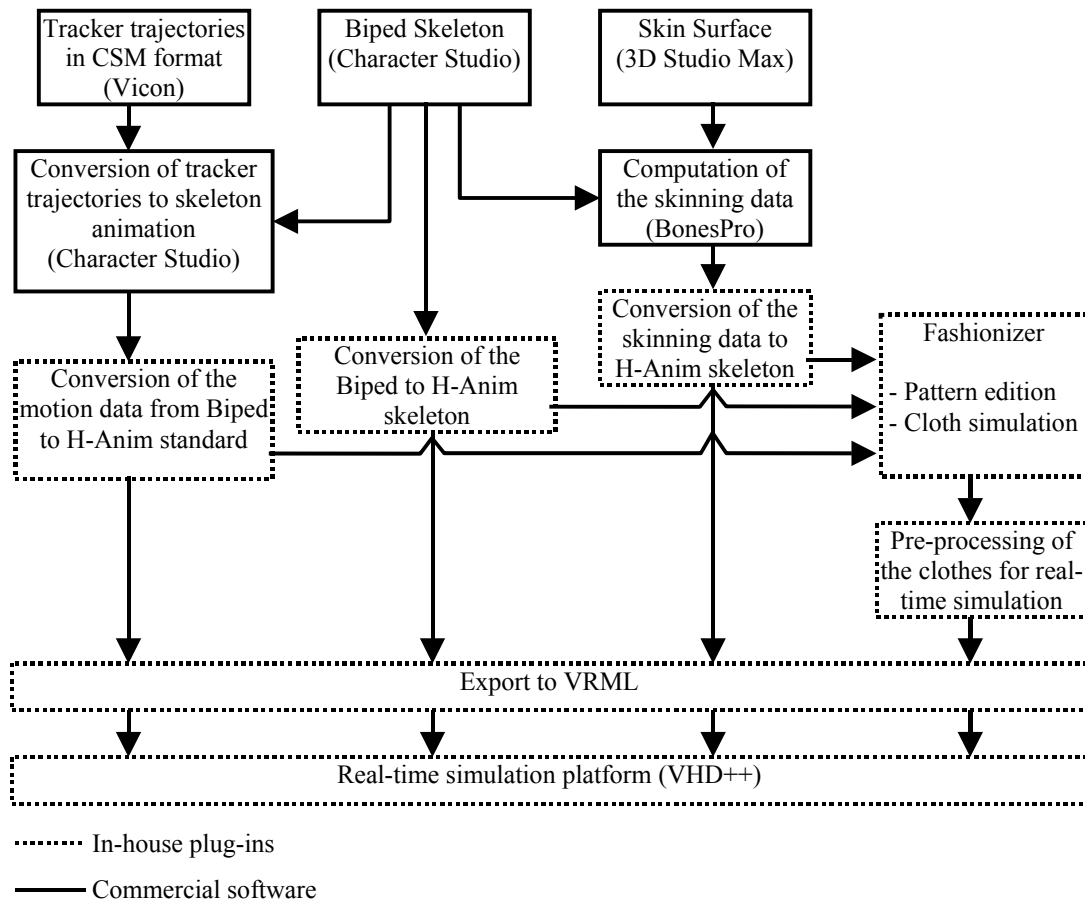 Tracker trajectories
in CSM format
(Vicon)
Biped Skeleton
(Character Studio)
Skin Surface
(3D Studio Max)
Conversion of tracker
trajectories to skeleton
animation
(Character Studio)
Computation of
the skinning data
(BonesPro)
Conversion of the
motion data from Biped
to H-Anim standard
Conversion of the
Biped to H-Anim
skeleton
Conversion of the
skinning data to
H-Anim skeleton
Fashionizer
- Pattern edition
- Cloth simulation
Pre-processing of
the clothes for real-
time simulation
Export to VRML
Real-time simulation platform (VHD++)
In-house plug-ins
Commercial software